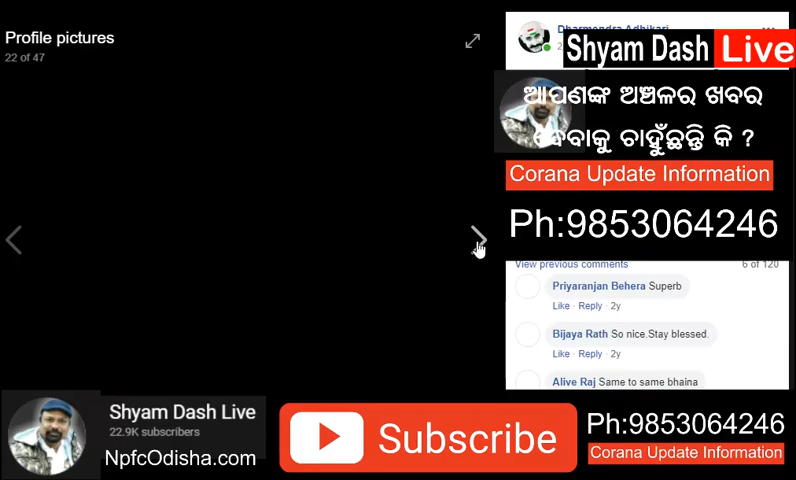 Profile pictures
22 of 47
Dharmendra Adhikari
Shyam Dash Live
ଆପଣଙ୍କ ଅଞ୍ଚଳର ଖବର
ଦେବାକୁ ଚାହୁଁଛନ୍ତି କି ?
Corana Update Information
Ph:9853064246
View previous comments
6 of 120
Priyaranjan Behera Superb
Like · Reply · 2y
Bijaya Rath So nice.Stay blessed.
Like · Reply · 2y
Alive Raj Same to same bhaina
Shyam Dash Live
22.9K subscribers
NpfcOdisha.com
Subscribe
Ph:9853064246
Corana Update Information